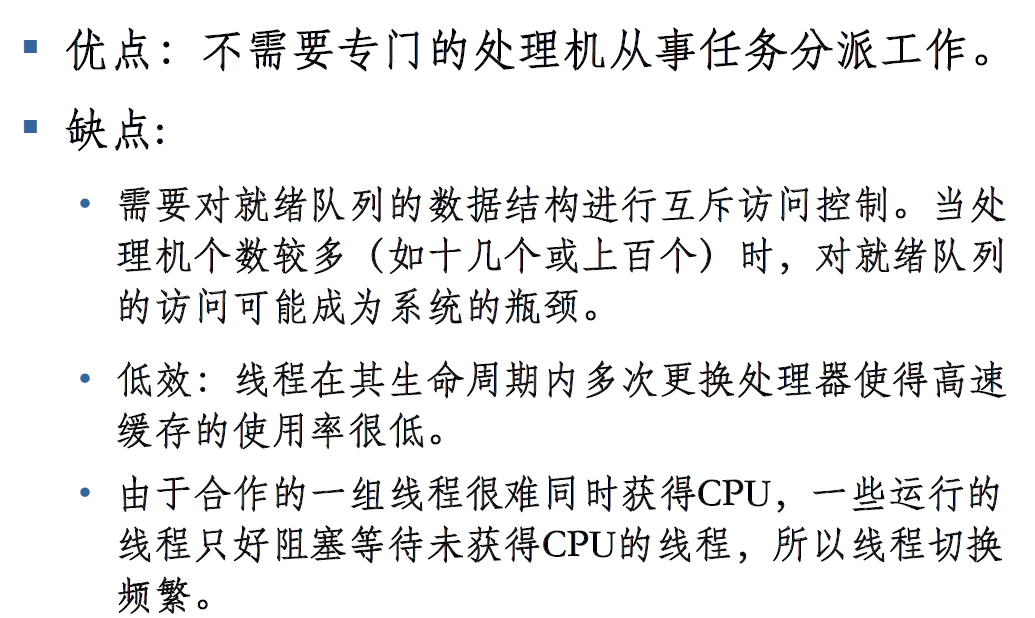 ▪ 优点：不需要专门的处理机从事任务分派工作。
▪ 缺点：
• 需要对就绪队列的数据结构进行互斥访问控制。当处
理机个数较多（如十几个或上百个）时，对就绪队列
的访问可能成为系统的瓶颈。
• 低效：线程在其生命周期内多次更换处理器使得高速
缓存的使用率很低。
• 由于合作的一组线程很难同时获得CPU，一些运行的
线程只好阻塞等待未获得CPU的线程，所以线程切换
频繁。